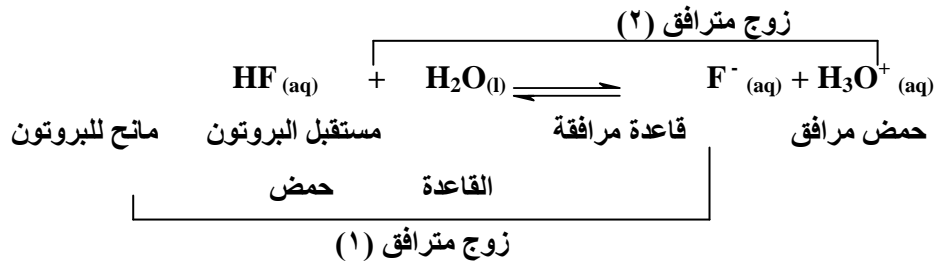 زوج مترافق (٢)
HF (aq) + H₂O(l) ⇌ F⁻ (aq) + H₃O⁺ (aq)
مانح للبروتون مستقبل البروتون قاعدة مرافقة حمض مرافق
حمض القاعدة
زوج مترافق (١)